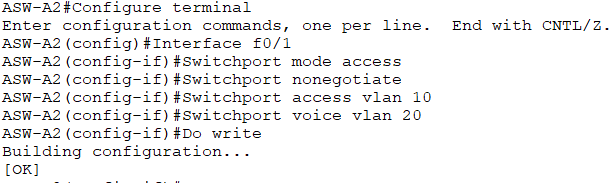 ASW-A2#Configure terminal
Enter configuration commands, one per line.  End with CNTL/Z.
ASW-A2(config)#Interface f0/1
ASW-A2(config-if)#Switchport mode access
ASW-A2(config-if)#Switchport nonegotiate
ASW-A2(config-if)#Switchport access vlan 10
ASW-A2(config-if)#Switchport voice vlan 20
ASW-A2(config-if)#Do write
Building configuration...
[OK]